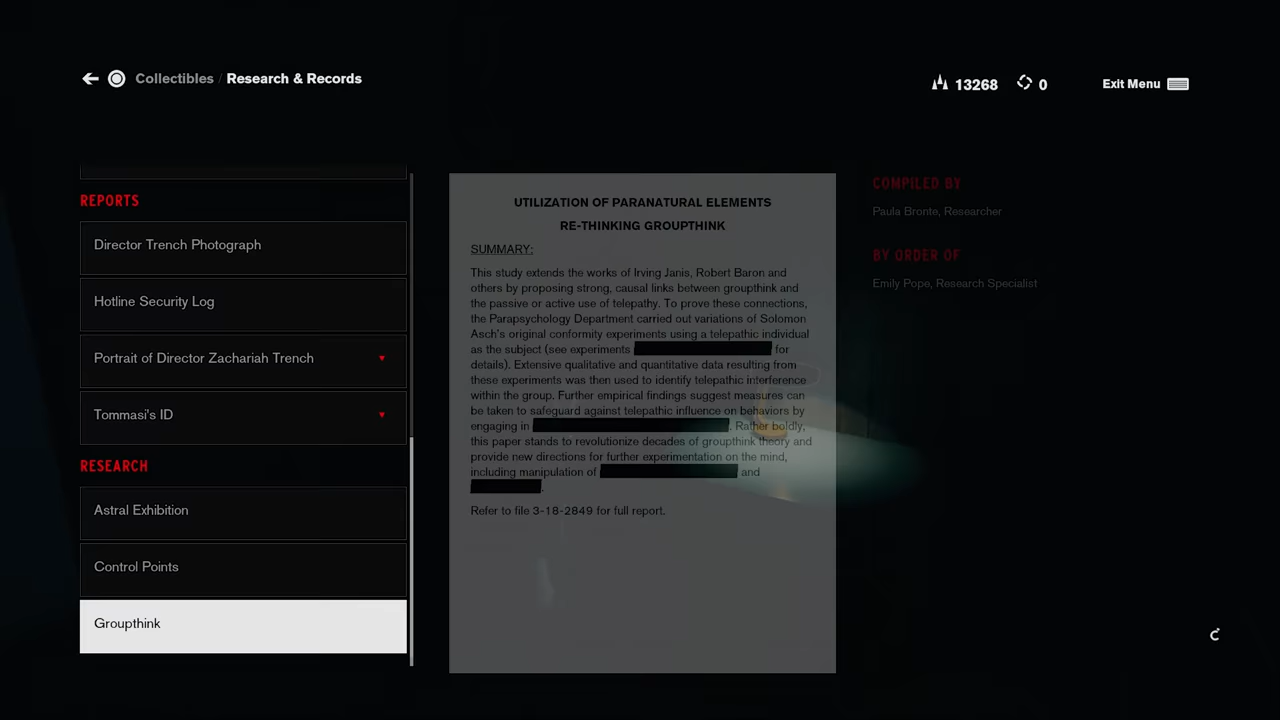 Collectibles / Research & Records
13268
0
Exit Menu
REPORTS
Director Trench Photograph
Hotline Security Log
Portrait of Director Zachariah Trench
Tommasi's ID
RESEARCH
Astral Exhibition
Control Points
Groupthink
UTILIZATION OF PARANATURAL ELEMENTS
RE-THINKING GROUPTHINK
SUMMARY:
This study extends the works of Irving Janis, Robert Baron and
others by proposing strong, causal links between groupthink and
the passive or active use of telepathy. To prove these connections,
the Parapsychology Department carried out variations of Solomon
Asch's original conformity experiments using a telepathic individual
as the subject (see experiments for
details). Extensive qualitative and quantitative data resulting from
these experiments was then used to identify telepathic interference
within the group. Further empirical findings suggest measures can
be taken to safeguard against telepathic influence on behaviors by
engaging in . Rather boldly,
this paper stands to revolutionize decades of groupthink theory and
provide new directions for further experimentation on the mind,
including manipulation of and
.
Refer to file 3-18-2849 for full report.
COMPILED BY
Paula Bronte, Researcher
BY ORDER OF
Emily Pope, Research Specialist